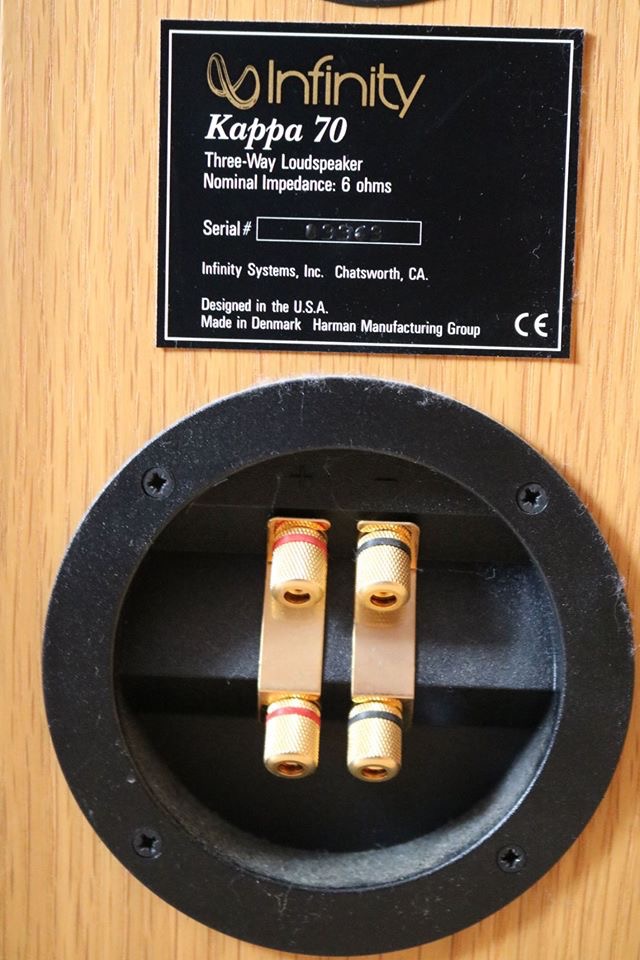 Infinity
Kappa 70
Three-Way Loudspeaker
Nominal Impedance: 6 ohms
Serial #
Infinity Systems, Inc. Chatsworth, CA.
Designed in the U.S.A.
Made in Denmark Harman Manufacturing Group CE
+ −